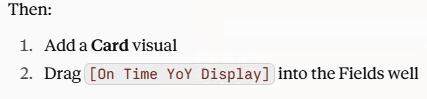 Then:
1. Add a Card visual
2. Drag [On Time YoY Display] into the Fields well